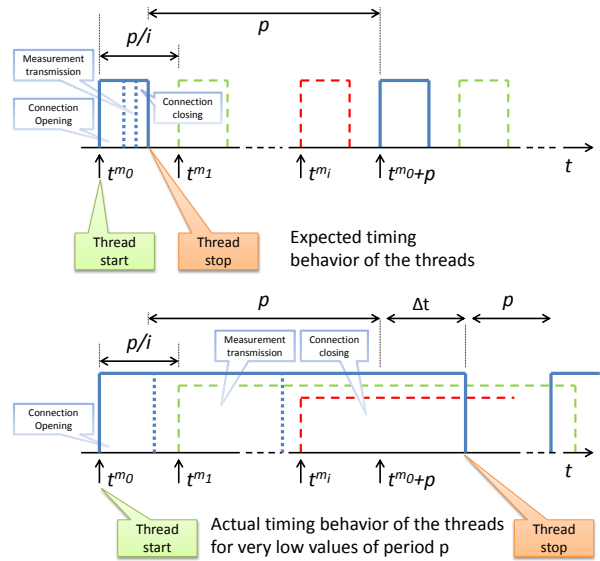 p
p/i
Measurement
transmission
Connection
closing
Connection
Opening
t^m0 t^m1 t^mi t^m0+p t
Thread
start
Thread
stop
Expected timing
behavior of the threads
p Δt p
p/i
Measurement
transmission
Connection
closing
Connection
Opening
t^m0 t^m1 t^mi t^m0+p t
Thread
start
Actual timing behavior of the threads
for very low values of period p
Thread
stop